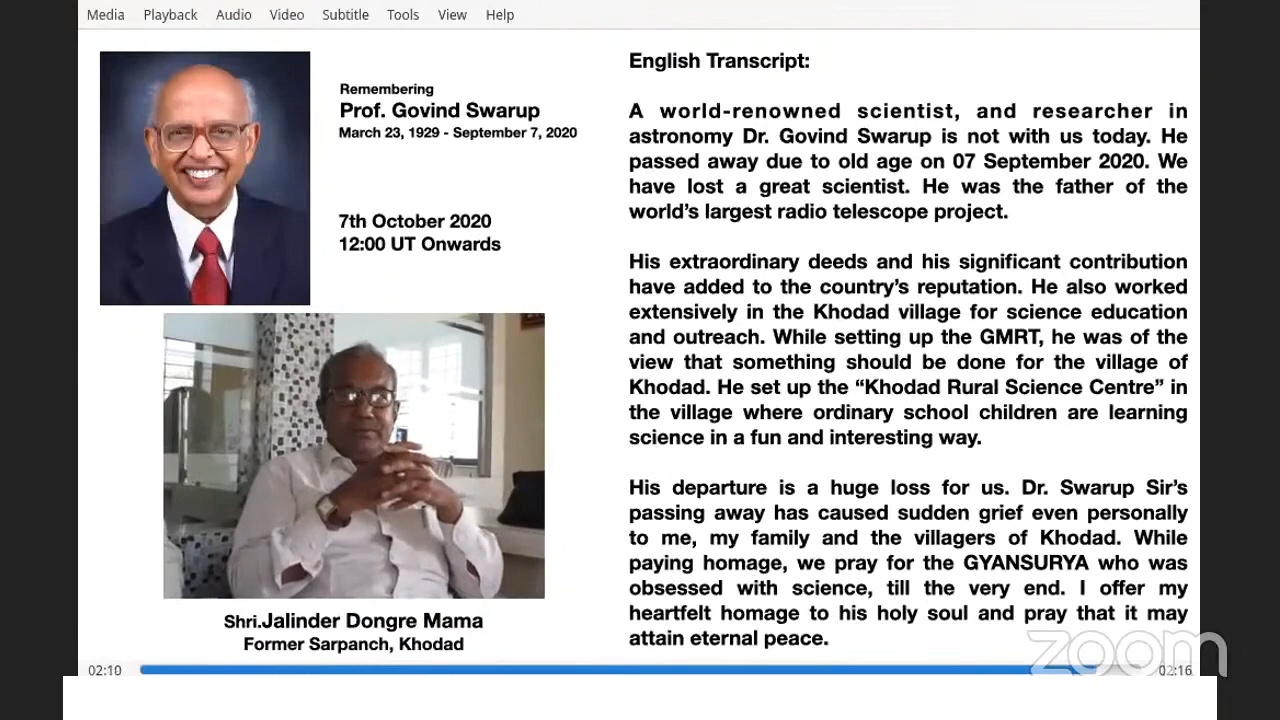 Media Playback Audio Video Subtitle Tools View Help
Remembering
Prof. Govind Swarup
March 23, 1929 - September 7, 2020
7th October 2020
12:00 UT Onwards
Shri.Jalinder Dongre Mama
Former Sarpanch, Khodad
English Transcript:
A world-renowned scientist, and researcher in
astronomy Dr. Govind Swarup is not with us today. He
passed away due to old age on 07 September 2020. We
have lost a great scientist. He was the father of the
world's largest radio telescope project.
His extraordinary deeds and his significant contribution
have added to the country's reputation. He also worked
extensively in the Khodad village for science education
and outreach. While setting up the GMRT, he was of the
view that something should be done for the village of
Khodad. He set up the “Khodad Rural Science Centre” in
the village where ordinary school children are learning
science in a fun and interesting way.
His departure is a huge loss for us. Dr. Swarup Sir's
passing away has caused sudden grief even personally
to me, my family and the villagers of Khodad. While
paying homage, we pray for the GYANSURYA who was
obsessed with science, till the very end. I offer my
heartfelt homage to his holy soul and pray that it may
attain eternal peace.
zoom
02:10 02:16